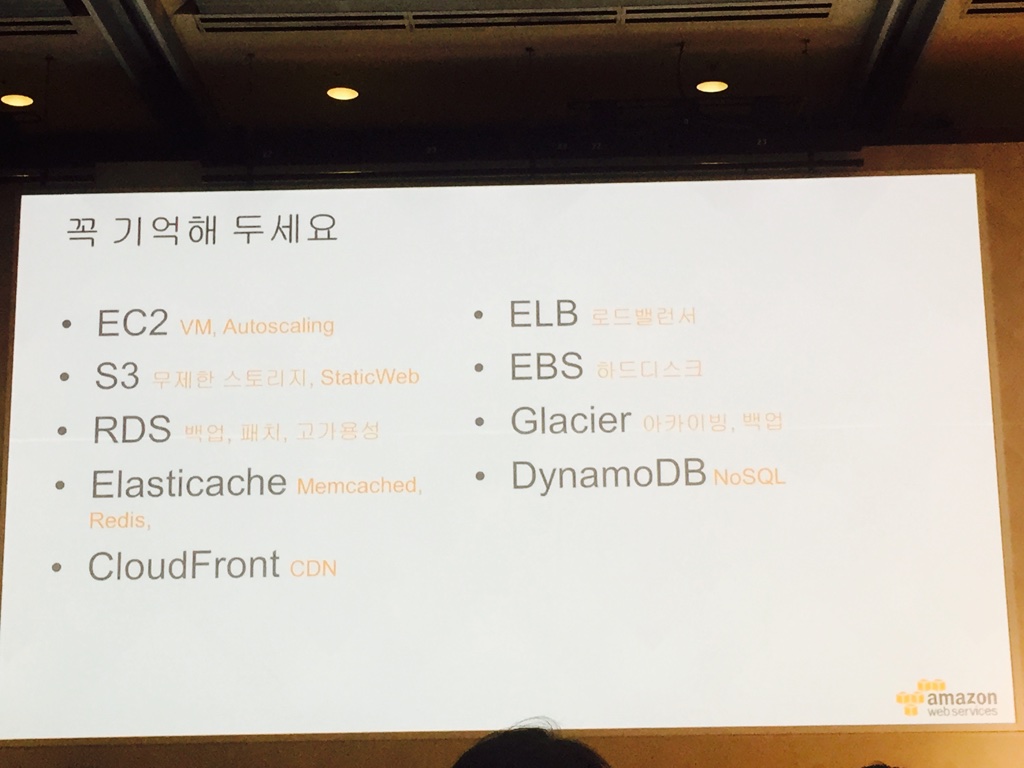 꼭 기억해 두세요
• EC2 VM, Autoscaling
• S3 무제한 스토리지, StaticWeb
• RDS 백업, 패치, 고가용성
• Elasticache Memcached,
Redis,
• CloudFront CDN
• ELB 로드밸런서
• EBS 하드디스크
• Glacier 아카이빙, 백업
• DynamoDB NoSQL
amazon
web services